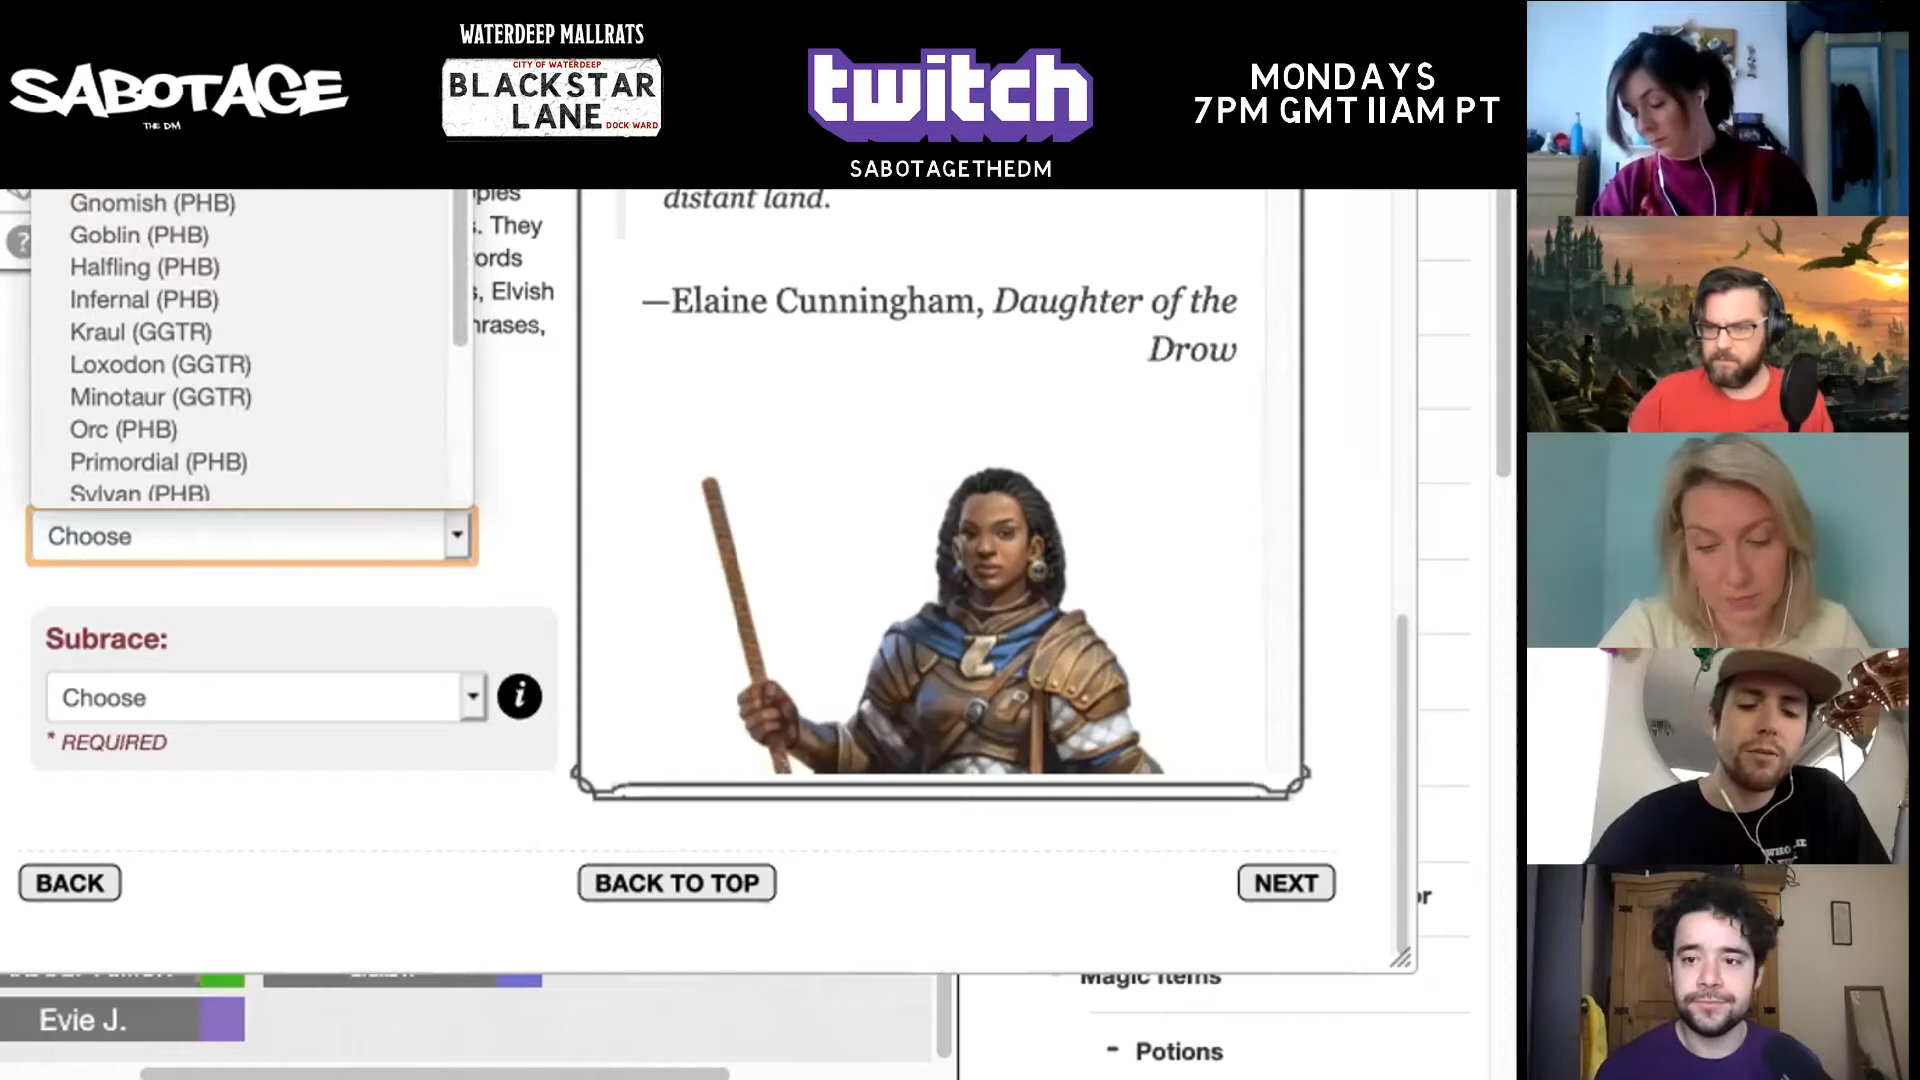 SABOTAGE
THE DM
WATERDEEP MALLRATS
CITY OF WATERDEEP
BLACKSTAR
LANE
DOCK WARD
twitch
SABOTAGETHEDM
MONDAYS
7PM GMT 11AM PT
Gnomish (PHB)
Goblin (PHB)
Halfling (PHB)
Infernal (PHB)
Kraul (GGTR)
Loxodon (GGTR)
Minotaur (GGTR)
Orc (PHB)
Primordial (PHB)
Sylvan (PHB)
Choose
They
Elvish
Subrace:
Choose
* REQUIRED
distant land.
—Elaine Cunningham, Daughter of the
Drow
BACK
BACK TO TOP
NEXT
Evie J.
Magic Items
- Potions